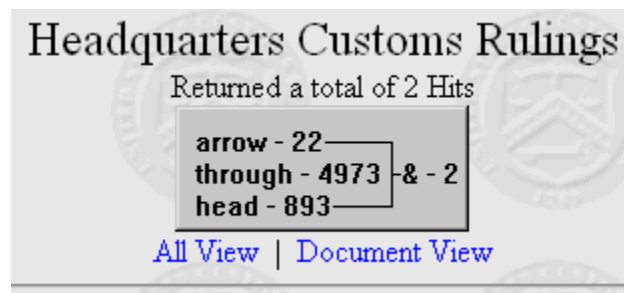 Headquarters Customs Rulings
Returned a total of 2 Hits
arrow - 22
through - 4973 -& - 2
head - 893
All View | Document View